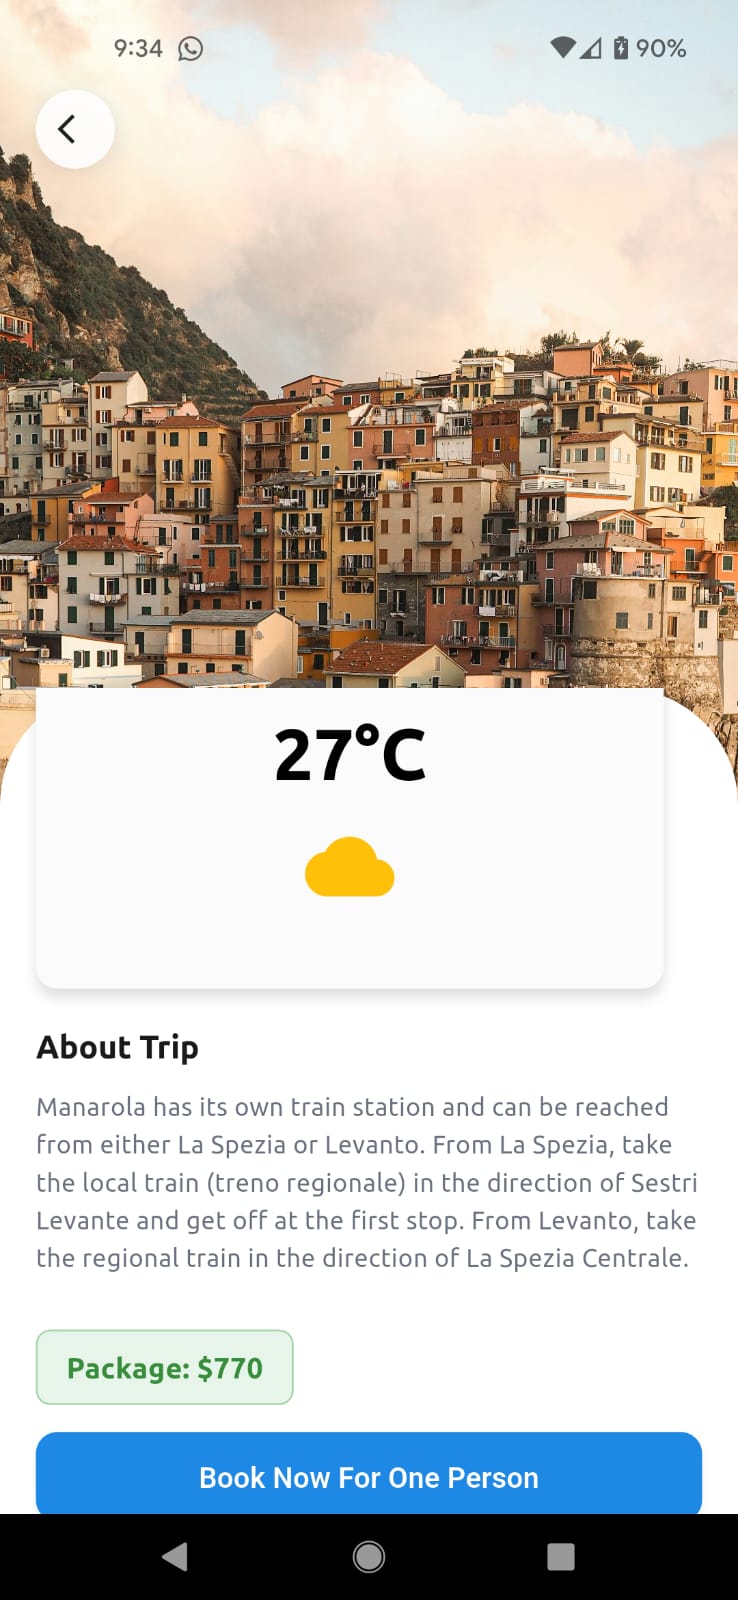 9:34
90%
27°C
About Trip
Manarola has its own train station and can be reached
from either La Spezia or Levanto. From La Spezia, take
the local train (treno regionale) in the direction of Sestri
Levante and get off at the first stop. From Levanto, take
the regional train in the direction of La Spezia Centrale.
Package: $770
Book Now For One Person